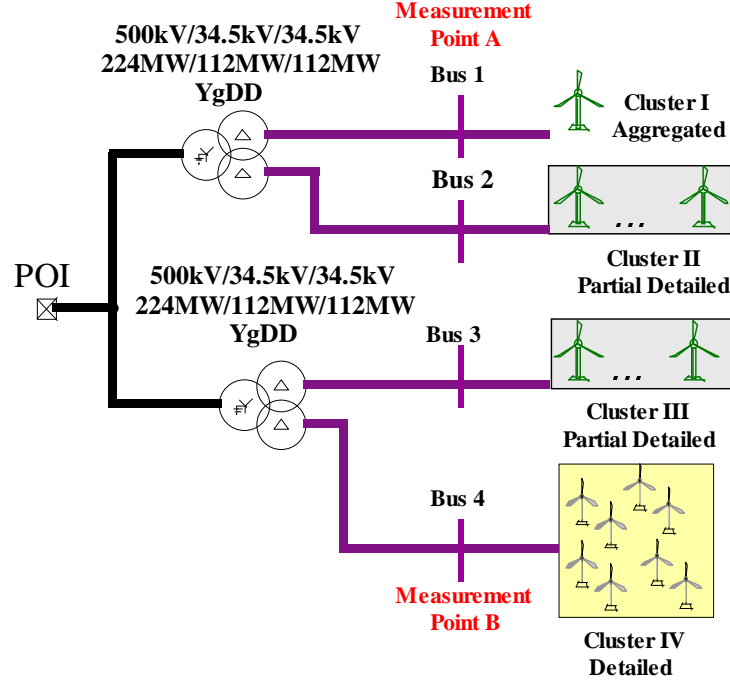 Measurement
Point A
500kV/34.5kV/34.5kV
224MW/112MW/112MW
YgDD
Bus 1
Cluster I
Aggregated
Bus 2
...
Cluster II
Partial Detailed
POI
500kV/34.5kV/34.5kV
224MW/112MW/112MW
YgDD
Bus 3
...
Cluster III
Partial Detailed
Bus 4
Measurement
Point B
Cluster IV
Detailed